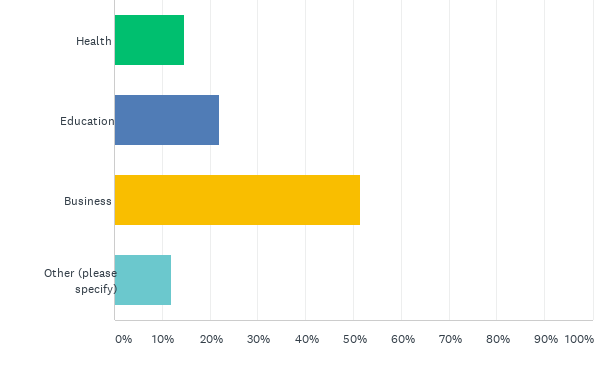 Health
Education
Business
Other (please
specify)
0% 10% 20% 30% 40% 50% 60% 70% 80% 90% 100%